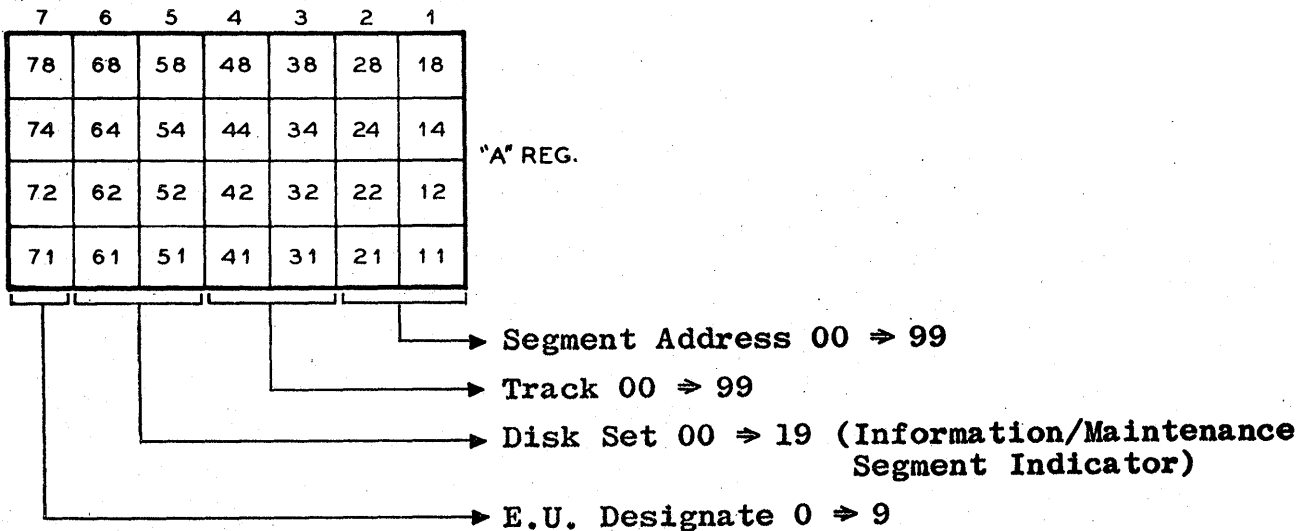 7 6 5 4 3 2 1
78 68 58 48 38 28 18
74 64 54 44 34 24 14
"A" REG.
72 62 52 42 32 22 12
71 61 51 41 31 21 11
Segment Address 00 ⇒ 99
Track 00 ⇒ 99
Disk Set 00 ⇒ 19 (Information/Maintenance
Segment Indicator)
E.U. Designate 0 ⇒ 9